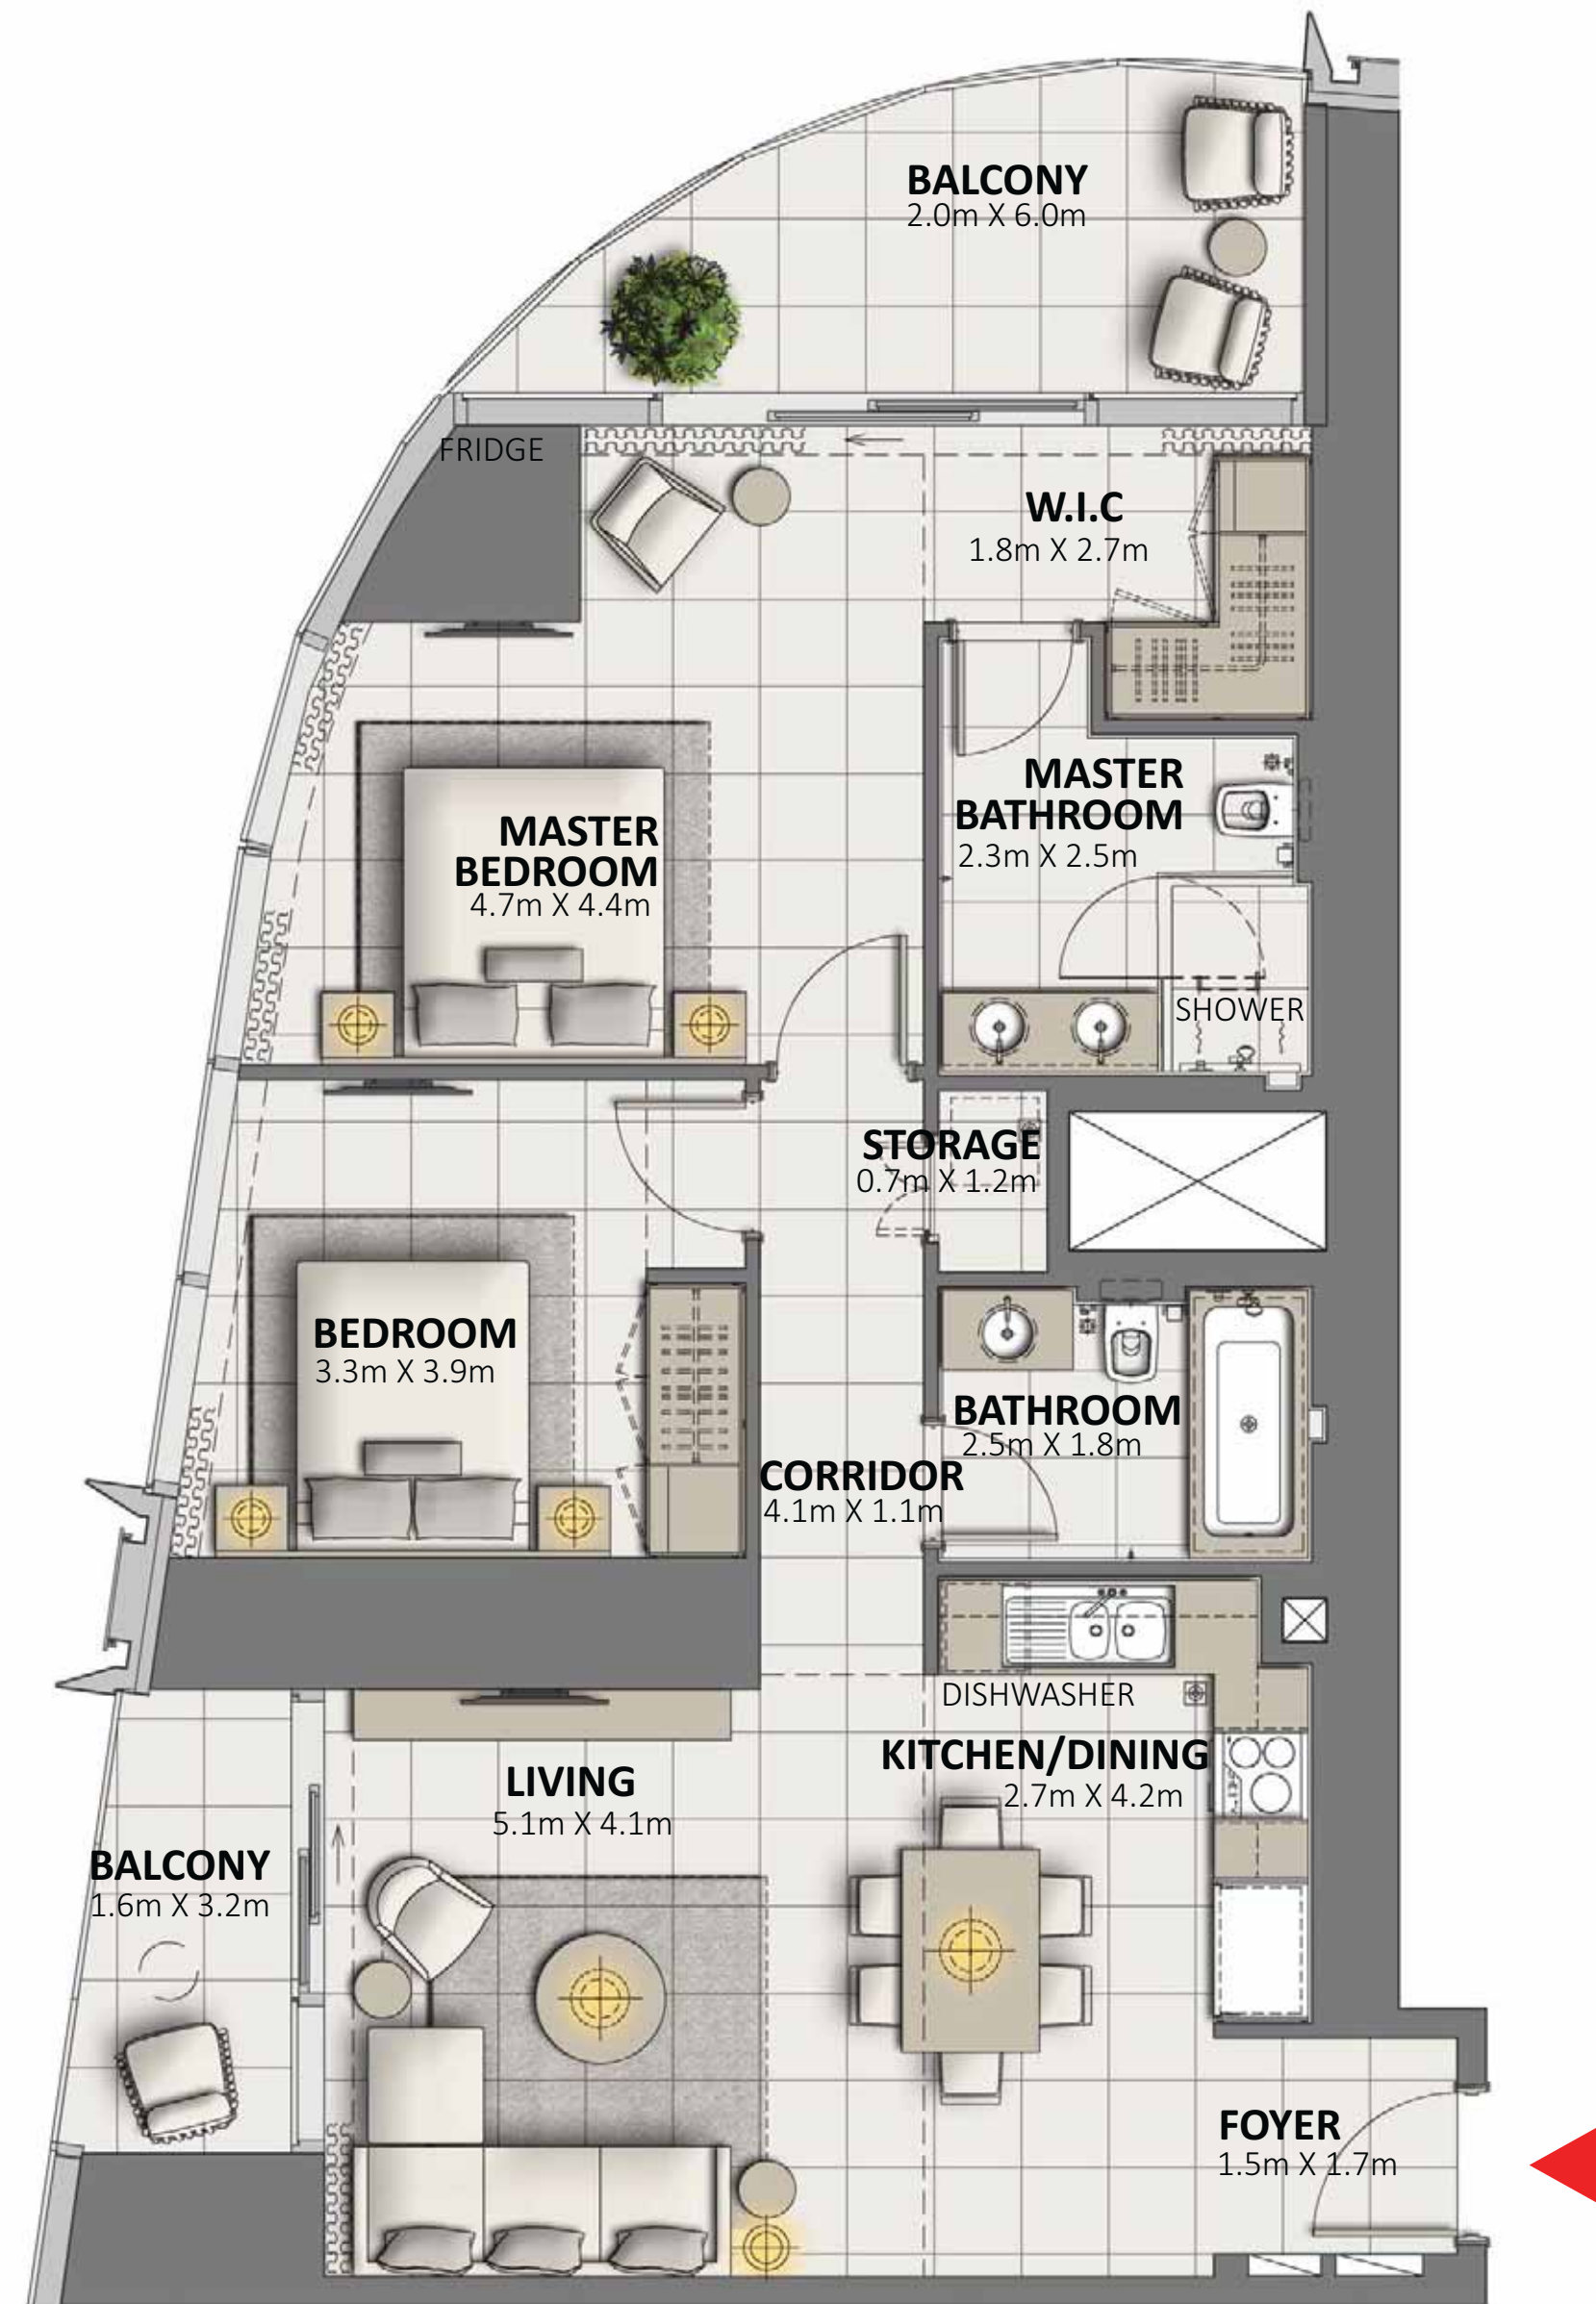 BALCONY
2.0m X 6.0m
FRIDGE
W.I.C
1.8m X 2.7m
MASTER
BATHROOM
2.3m X 2.5m
MASTER
BEDROOM
4.7m X 4.4m
SHOWER
STORAGE
0.7m X 1.2m
BEDROOM
3.3m X 3.9m
BATHROOM
2.5m X 1.8m
CORRIDOR
4.1m X 1.1m
DISHWASHER
KITCHEN/DINING
2.7m X 4.2m
LIVING
5.1m X 4.1m
BALCONY
1.6m X 3.2m
FOYER
1.5m X 1.7m